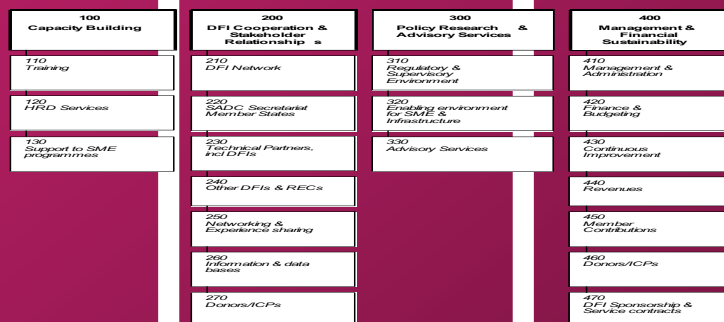 100
Capacity Building
110
Training
120
HRD Services
130
Support to SME
programmes
200
DFI Cooperation &
Stakeholder
Relationship s
210
DFI Network
220
SADC Secretariat
Member States
230
Technical Partners,
incl DFIs
240
Other DFIs & RECs
250
Networking &
Experience sharing
260
Information & data
bases
270
Donors/ICPs
300
Policy Research &
Advisory Services
310
Regulatory &
Supervisory
Environment
320
Enabling environment
for SME &
Infrastructure
330
Advisory Services
400
Management &
Financial
Sustainability
410
Management &
Administration
420
Finance &
Budgeting
430
Continuous
Improvement
440
Revenues
450
Member
Contributions
460
Donors/ICPs
470
DFI Sponsorship &
Service contracts